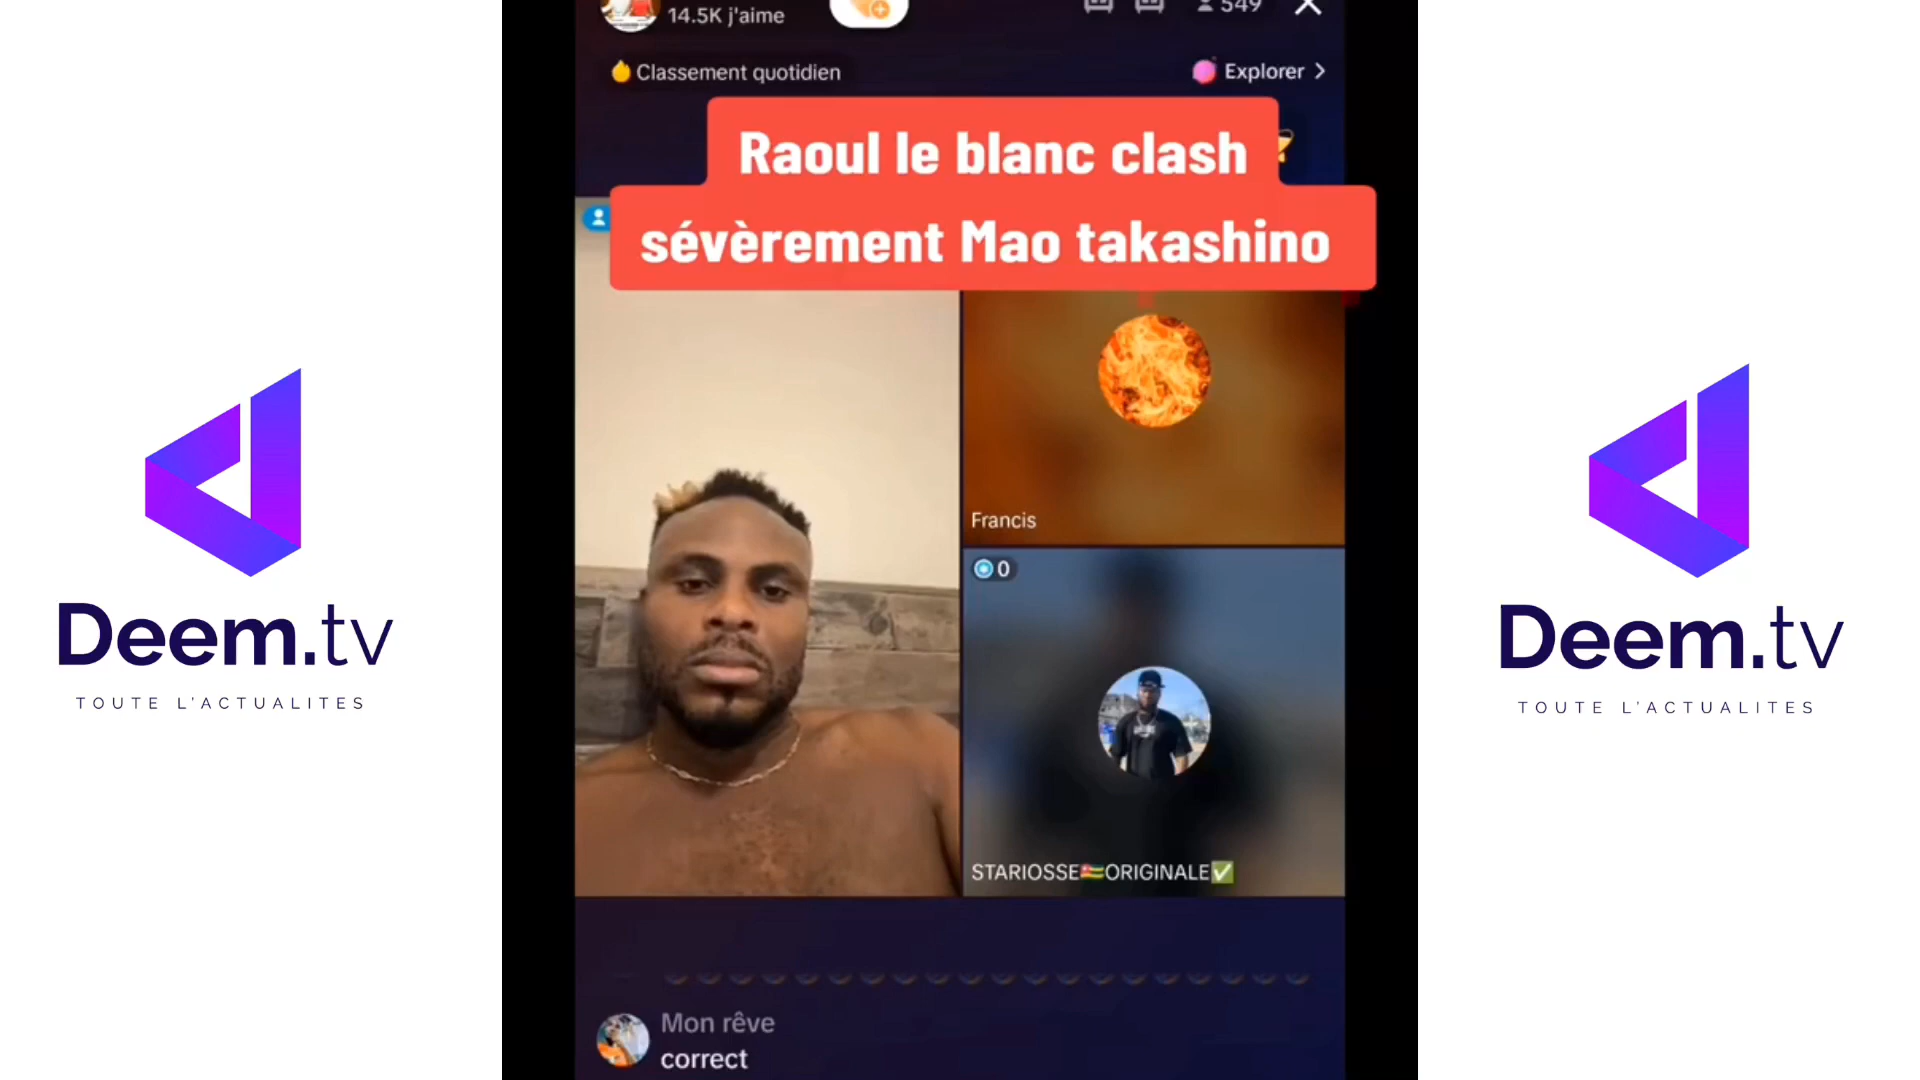 14.5K j'aime
549
Classement quotidien
Explorer
Raoul le blanc clash
sévèrement Mao takashino
Francis
0
STARIOSSE🇹🇬ORIGINALE✅
Mon rêve
correct
Deem.tv
TOUTE L'ACTUALITES
Deem.tv
TOUTE L'ACTUALITES